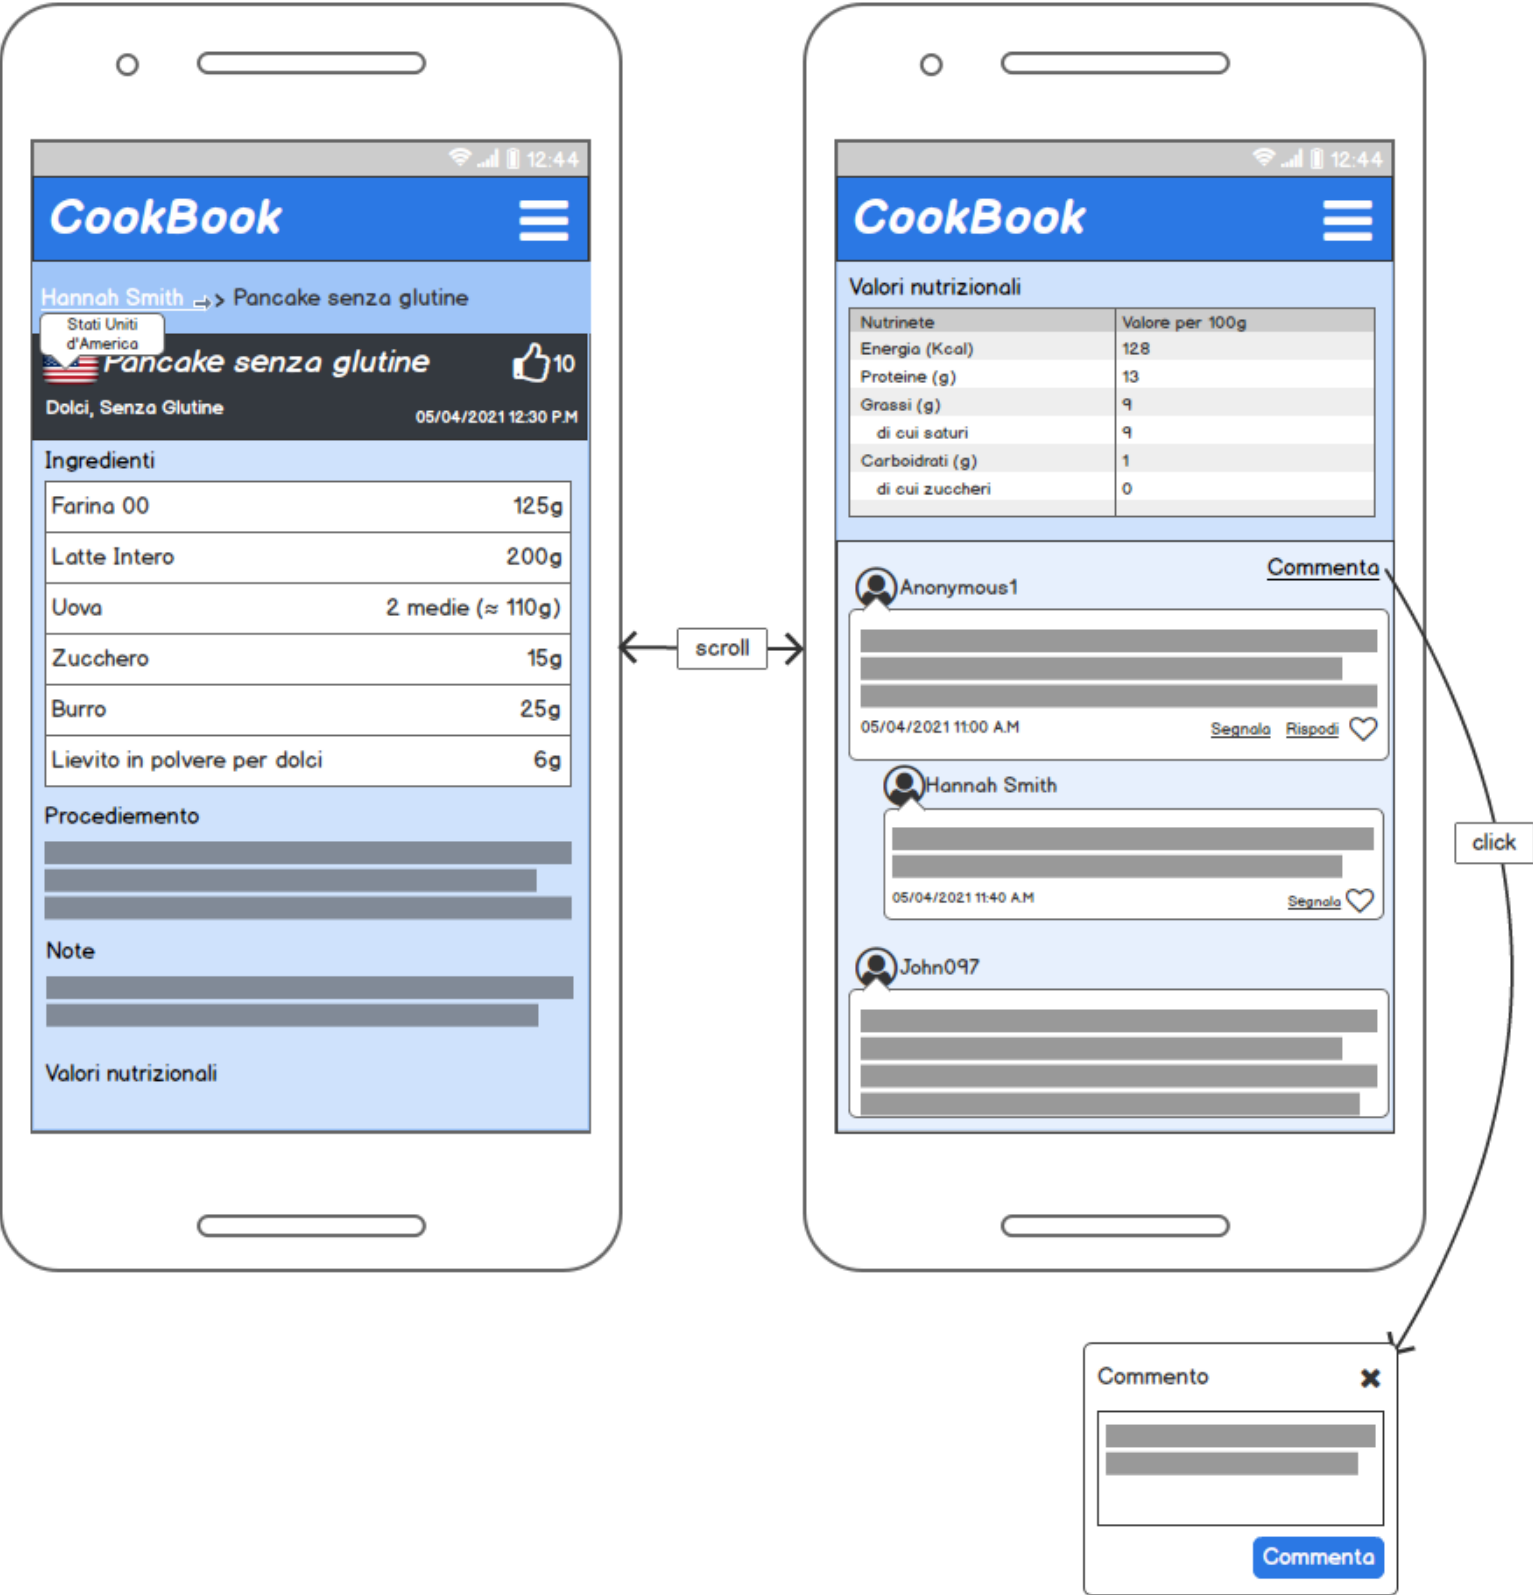 12:44
CookBook
Hannah Smith > Pancake senza glutine
Stati Uniti
d'America
Pancake senza glutine 10
Dolci, Senza Glutine 05/04/2021 12:30 P.M
Ingredienti
Farina 00 125g
Latte Intero 200g
Uova 2 medie (≈ 110g)
Zucchero 15g
Burro 25g
Lievito in polvere per dolci 6g
Procediemento
Note
Valori nutrizionali
scroll
12:44
CookBook
Valori nutrizionali
Nutrinete Valore per 100g
Energia (Kcal) 128
Proteine (g) 13
Grassi (g) 9
di cui saturi 9
Carboidrati (g) 1
di cui zuccheri 0
Commenta
Anonymous1
05/04/2021 11:00 A.M Segnala Rispodi
Hannah Smith
05/04/2021 11:40 A.M Segnala
John097
click
Commento
Commenta